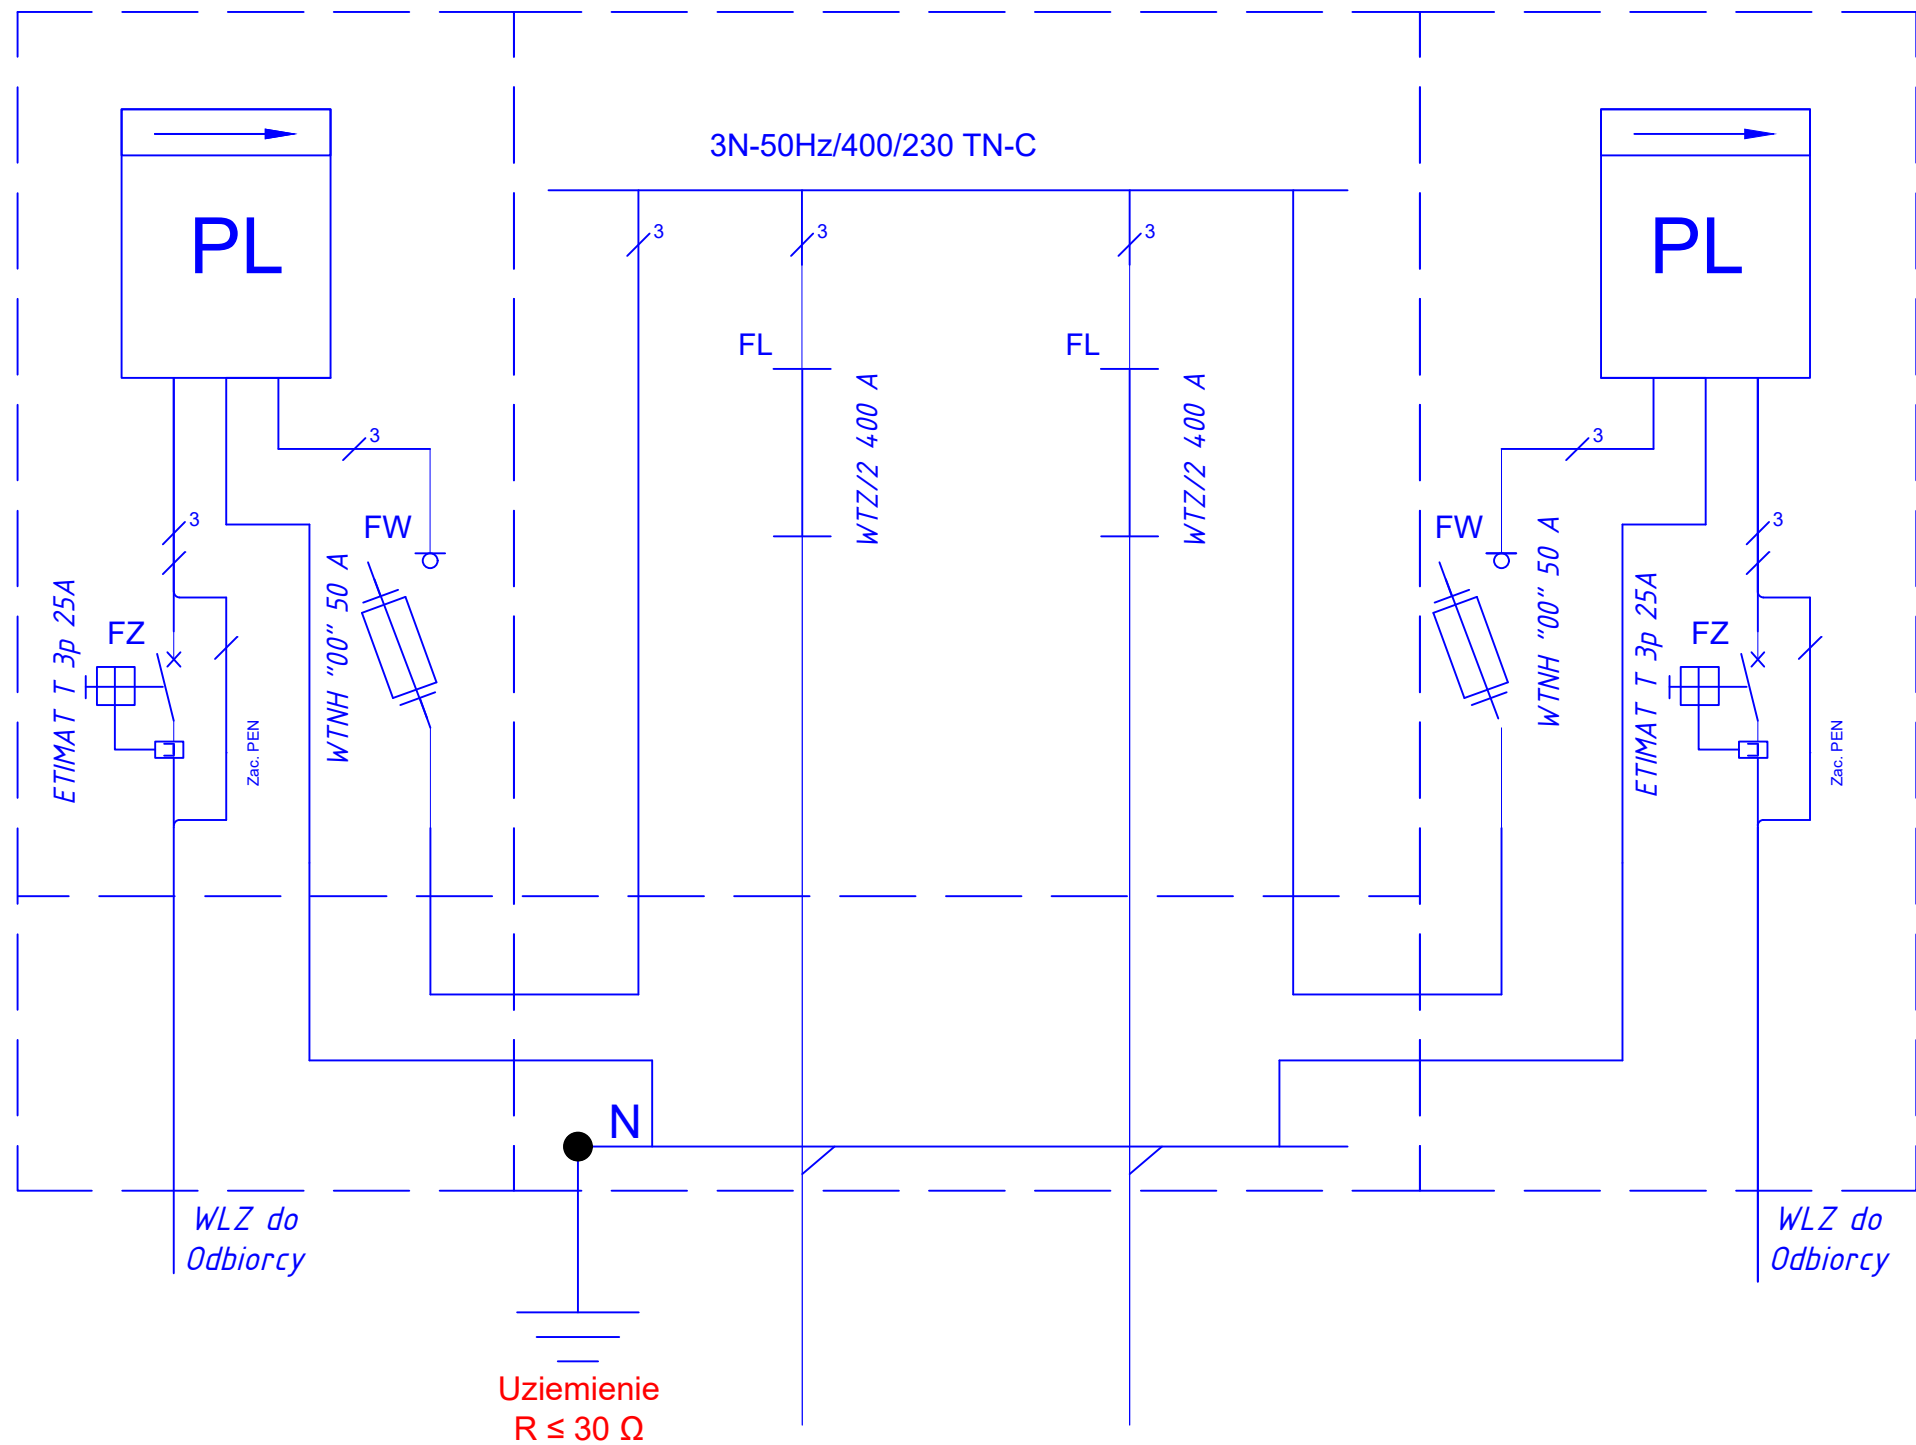 3N-50Hz/400/230 TN-C
PL
PL
3
3
3
FL
FL
WTZ/2 400 A
WTZ/2 400 A
3
3
3
3
FW
FW
WTNH "00" 50 A
WTNH "00" 50 A
ETIMAT T 3p 25A
ETIMAT T 3p 25A
FZ
FZ
Zac. PEN
Zac. PEN
N
WLZ do
Odbiorcy
WLZ do
Odbiorcy
Uziemienie
R ≤ 30 Ω